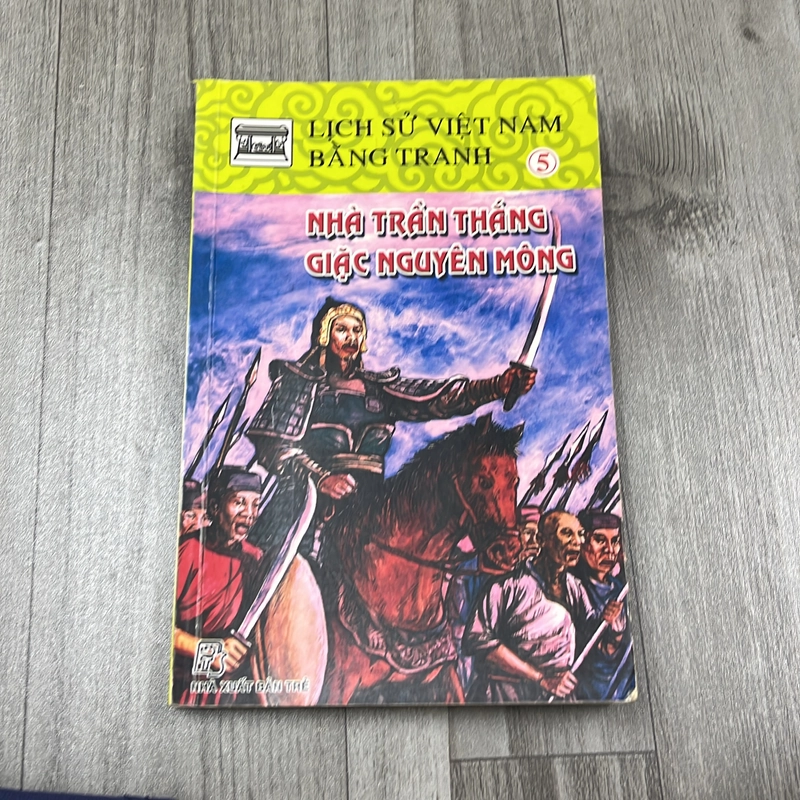 LỊCH SỬ VIỆT NAM
BẰNG TRANH 5
NHÀ TRẦN THẮNG
GIẶC NGUYÊN MÔNG
NHÀ XUẤT BẢN TRẺ